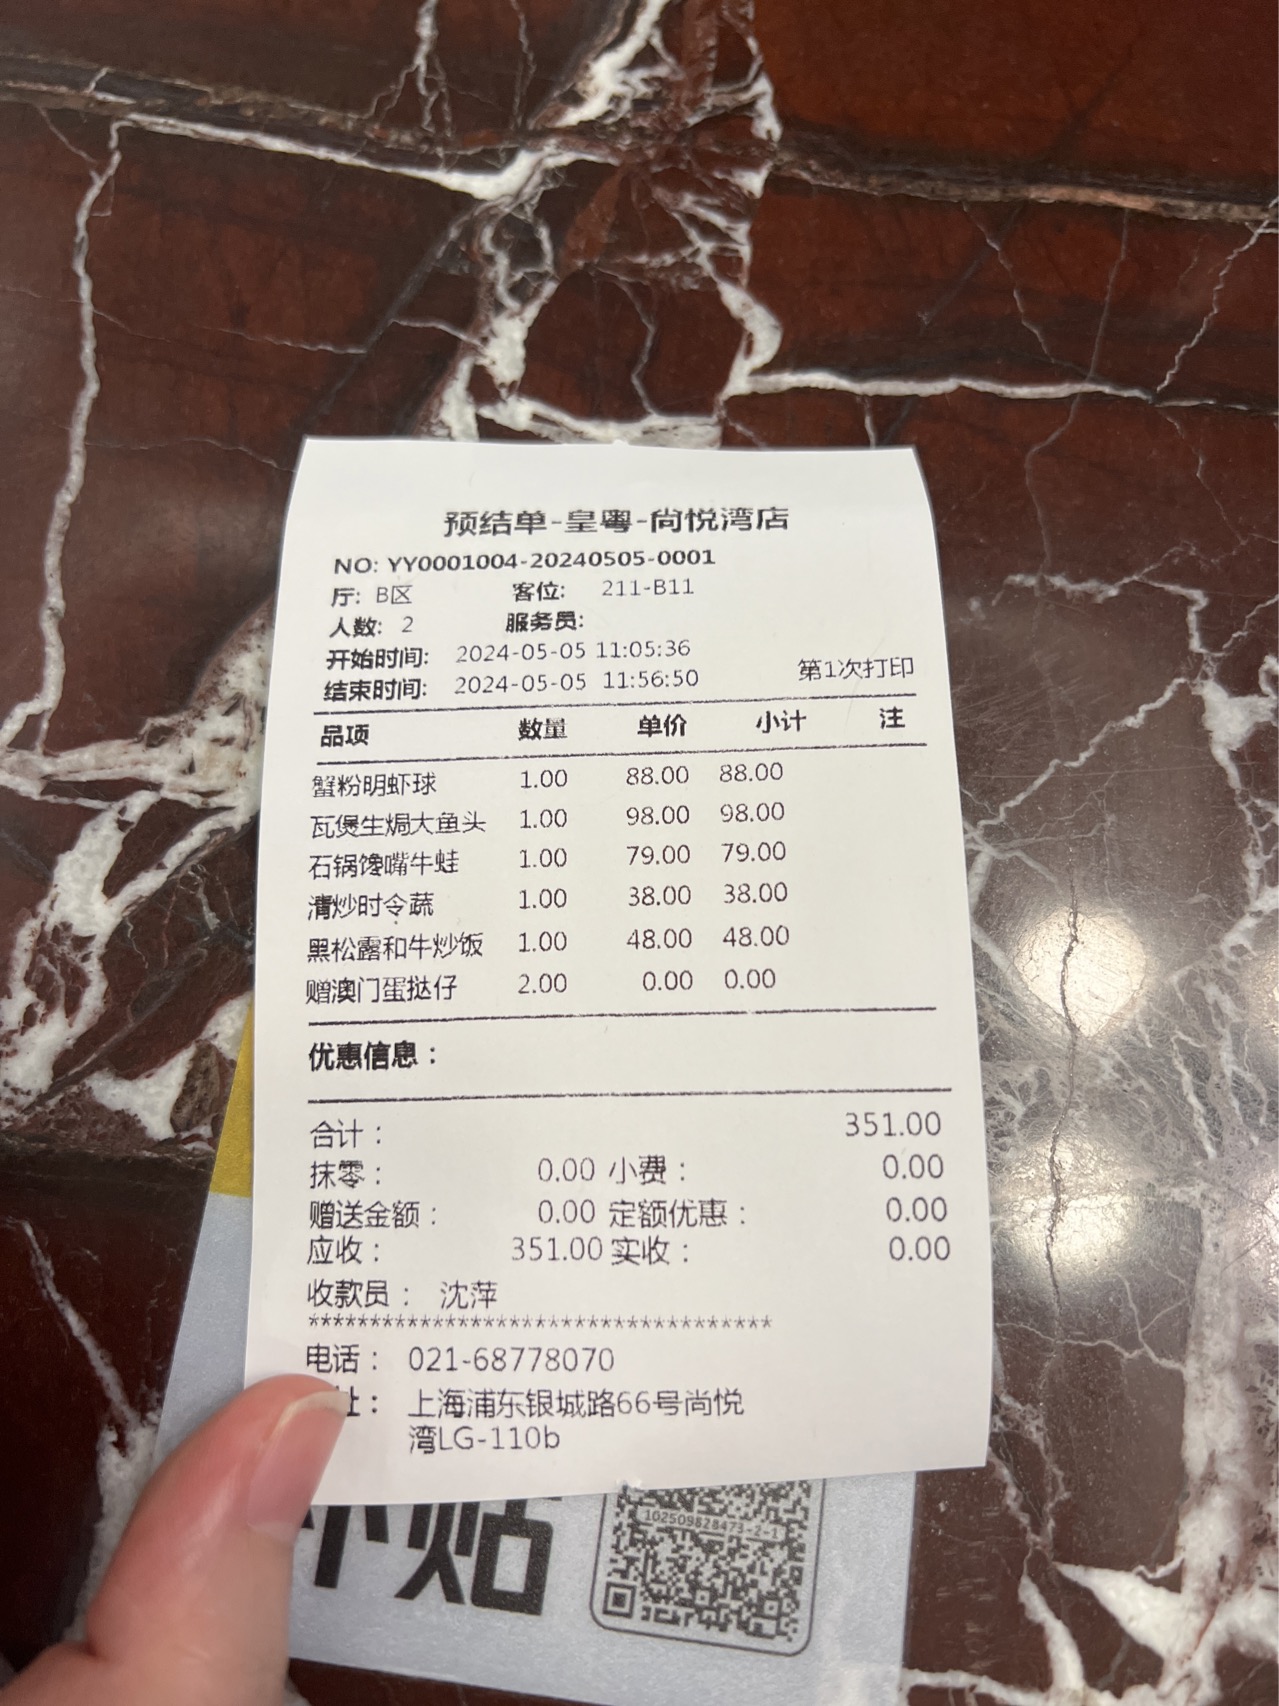 预结单-皇粤-尚悦湾店
NO: YY0001004-20240505-0001
厅: B区 客位: 211-B11
人数: 2 服务员:
开始时间: 2024-05-05 11:05:36
结束时间: 2024-05-05 11:56:50 第1次打印
品项 数量 单价 小计 注
蟹粉明虾球 1.00 88.00 88.00
瓦煲生焗大鱼头 1.00 98.00 98.00
石锅馋嘴牛蛙 1.00 79.00 79.00
清炒时令蔬 1.00 38.00 38.00
黑松露和牛炒饭 1.00 48.00 48.00
赠澳门蛋挞仔 2.00 0.00 0.00
优惠信息：
合计： 351.00
抹零： 0.00 小费： 0.00
赠送金额： 0.00 定额优惠： 0.00
应收： 351.00 实收： 0.00
收款员： 沈萍
**************************************
电话： 021-68778070
址： 上海浦东银城路66号尚悦
湾LG-110b
贴
102509828473-2-1